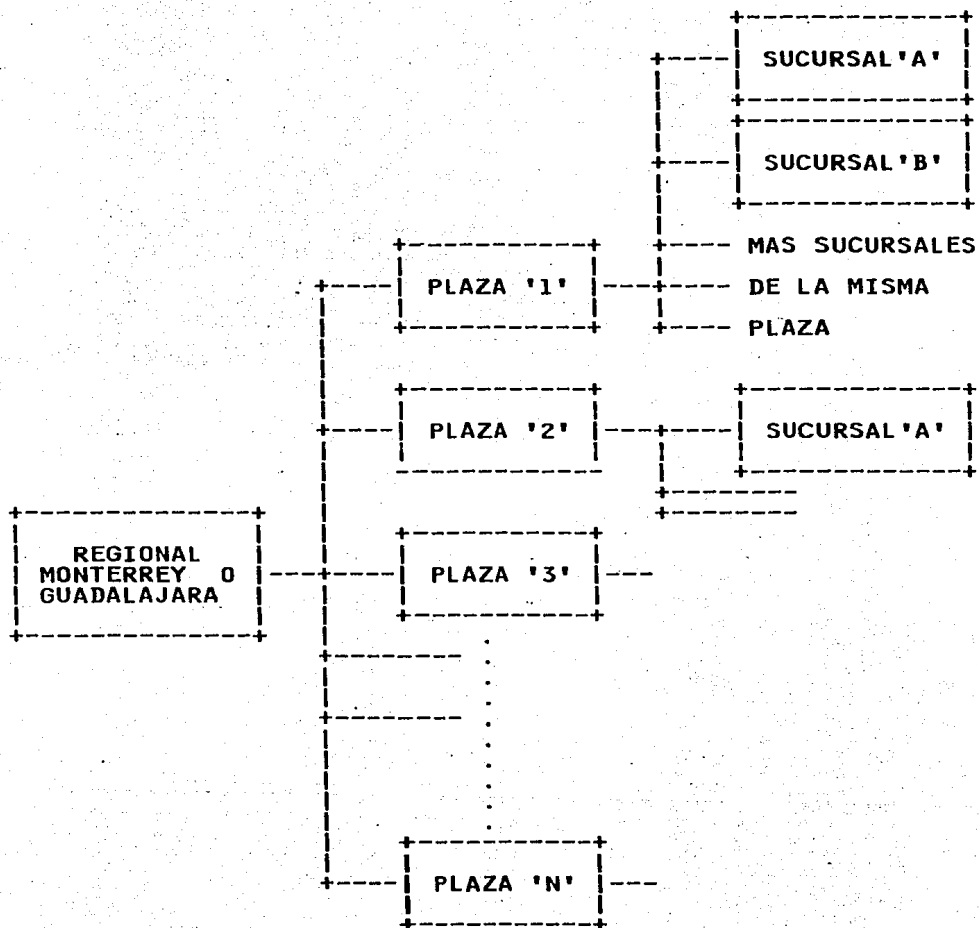 SUCURSAL'A'
SUCURSAL'B'
MAS SUCURSALES
PLAZA '1'
DE LA MISMA
PLAZA
PLAZA '2'
SUCURSAL'A'
REGIONAL
MONTERREY O
GUADALAJARA
PLAZA '3'
PLAZA 'N'